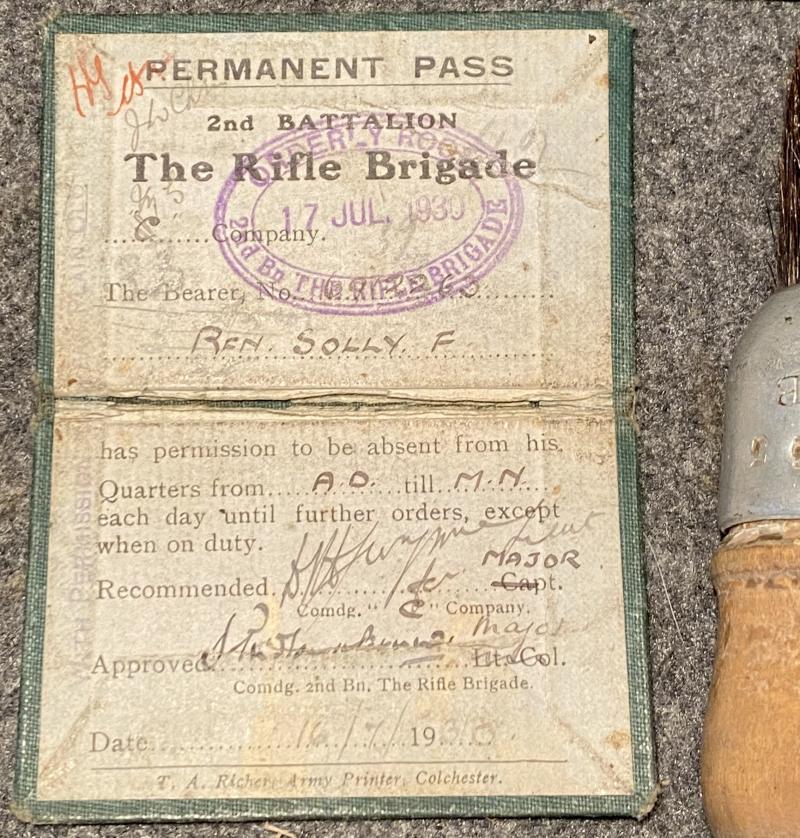 PERMANENT PASS
2nd BATTALION
The Rifle Brigade
ORDERLY ROOM
17 JUL. 1930
2nd Bn THE RIFLE BRIGADE
C Company.
The Bearer, No.
RFN. SOLLY. F
has permission to be absent from his
Quarters from A.D. till M.N.
each day until further orders, except
when on duty.
Lieut
MAJOR
Recommended for Capt.
Comdg. "C" Company.
Major
Approved Lt.-Col.
Comdg. 2nd Bn. The Rifle Brigade.
Date 16/7/1930
T. A. Richer, Army Printer, Colchester.